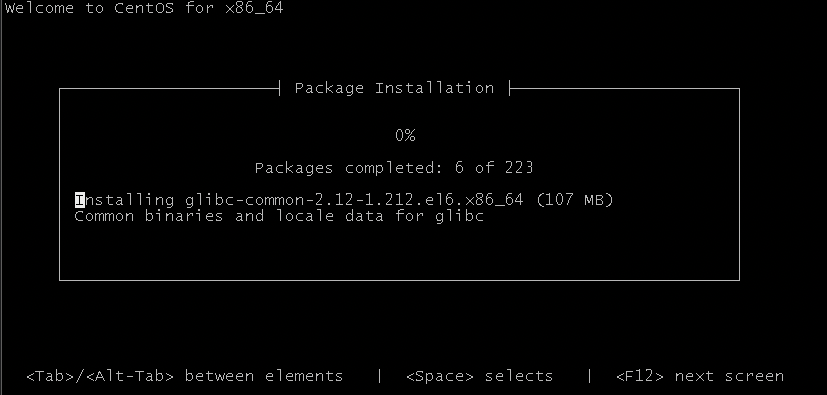 Welcome to CentOS for x86_64
Package Installation
0%
Packages completed: 6 of 223
Installing glibc-common-2.12-1.212.el6.x86_64 (107 MB)
Common binaries and locale data for glibc
<Tab>/<Alt-Tab> between elements | <Space> selects | <F12> next screen